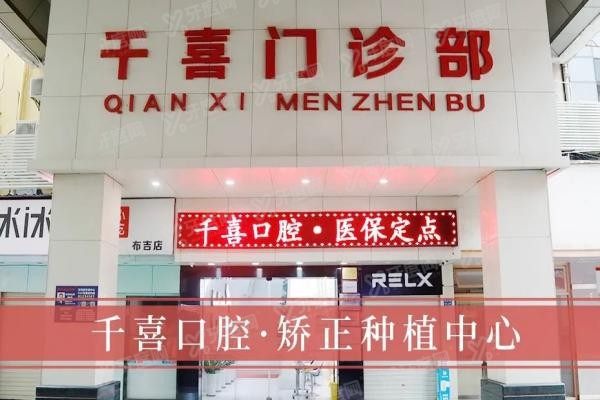 千喜门诊部
QIAN XI MEN ZHEN BU
千喜口腔·医保定点
布吉店
RELX
千喜口腔·矫正种植中心